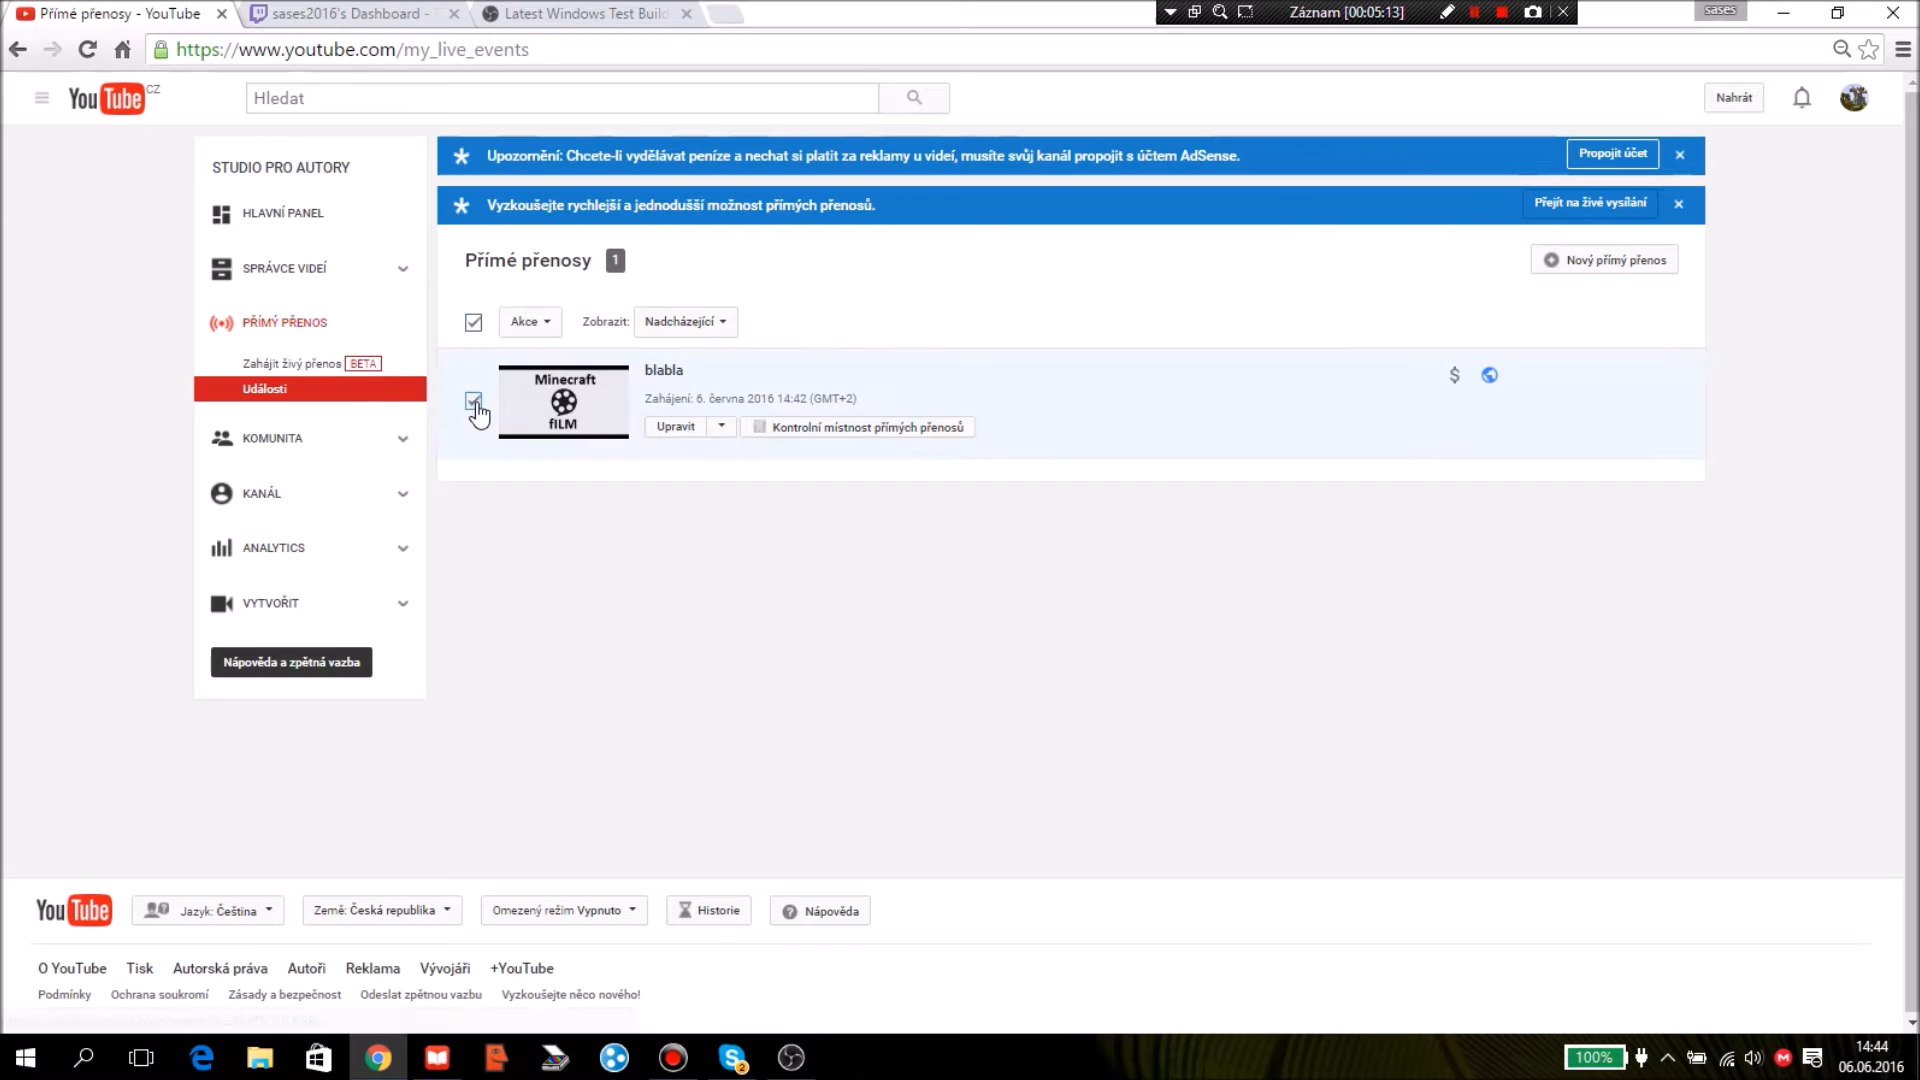 Přímé přenosy - YouTube
sases2016's Dashboard -
Latest Windows Test Build
Záznam [00:05:13]
sases
https://www.youtube.com/my_live_events
YouTube CZ
Hledat
Nahrát
STUDIO PRO AUTORY
HLAVNÍ PANEL
SPRÁVCE VIDEÍ
PŘÍMÝ PŘENOS
Zahájit živý přenos BETA
Události
KOMUNITA
KANÁL
ANALYTICS
VYTVOŘIT
Nápověda a zpětná vazba
Upozornění: Chcete-li vydělávat peníze a nechat si platit za reklamy u videí, musíte svůj kanál propojit s účtem AdSense.
Propojit účet
Vyzkoušejte rychlejší a jednodušší možnost přímých přenosů.
Přejít na živé vysílání
Přímé přenosy 1
Nový přímý přenos
Akce
Zobrazit: Nadcházející
Minecraft
fILM
blabla
Zahájení: 6. června 2016 14:42 (GMT+2)
Upravit
Kontrolní místnost přímých přenosů
YouTube
Jazyk: Čeština
Země: Česká republika
Omezený režim Vypnuto
Historie
Nápověda
O YouTube Tisk Autorská práva Autoři Reklama Vývojáři +YouTube
Podmínky Ochrana soukromí Zásady a bezpečnost Odeslat zpětnou vazbu Vyzkoušejte něco nového!
2
100%
14:44
06.06.2016